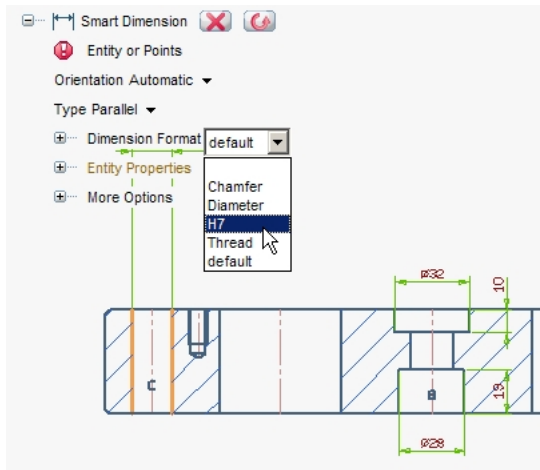 Smart Dimension
Entity or Points
Orientation Automatic
Type Parallel
Dimension Format default
Entity Properties
Chamfer
More Options
Diameter
H7
Thread
default
ø32
10
C
B
19
ø28